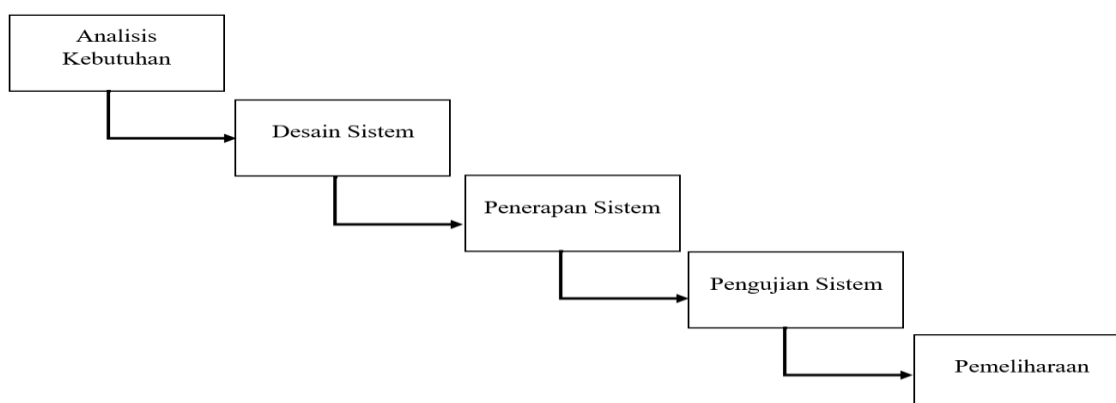 Analisis
Kebutuhan
Desain Sistem
Penerapan Sistem
Pengujian Sistem
Pemeliharaan